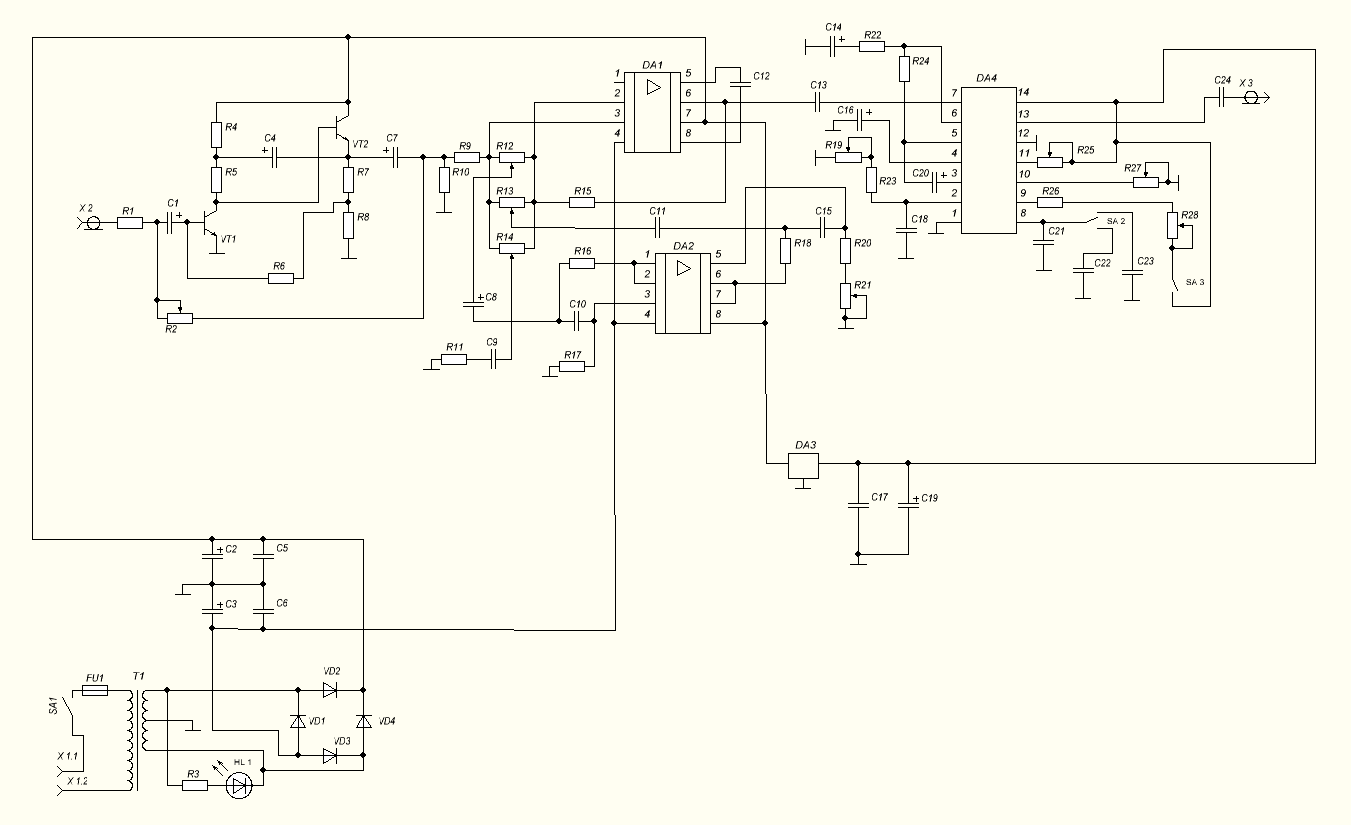 C14
R22
R24
DA1
1
2
3
4
5
6
7
8
C12
C13
DA4
7
6
5
4
3
2
1
14
13
12
11
10
9
8
C24
X 3
C16
R19
R23
C20
C18
R25
R27
R26
R28
C21
SA 2
C22
C23
SA 3
R4
C4
VT2
C7
R5
R7
R9
R12
R10
R13
R15
R14
X 2
R1
C1
VT1
R8
R6
R2
C11
C15
R16
DA2
1
2
3
4
5
6
7
8
R18
R20
R21
C8
C10
R11
C9
R17
DA3
C17
C19
C2
C5
C3
C6
SA1
FU1
T1
VD2
VD1
VD4
VD3
X 1.1
X 1.2
R3
HL 1
+
+
+
+
+
+
+
+
+
+
+